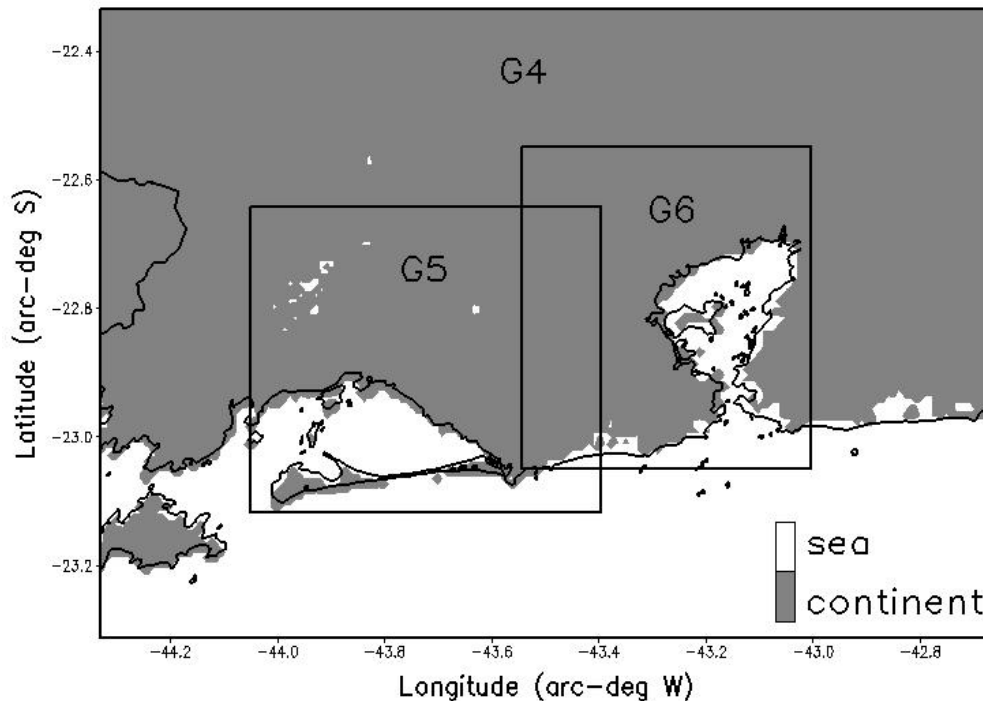 −22.4
G4
−22.6
G6
G5
−22.8
−23.0
−23.2
Latitude (arc−deg S)
sea
continent
−44.2
−44.0
−43.8
−43.6
−43.4
−43.2
−43.0
−42.8
Longitude (arc−deg W)